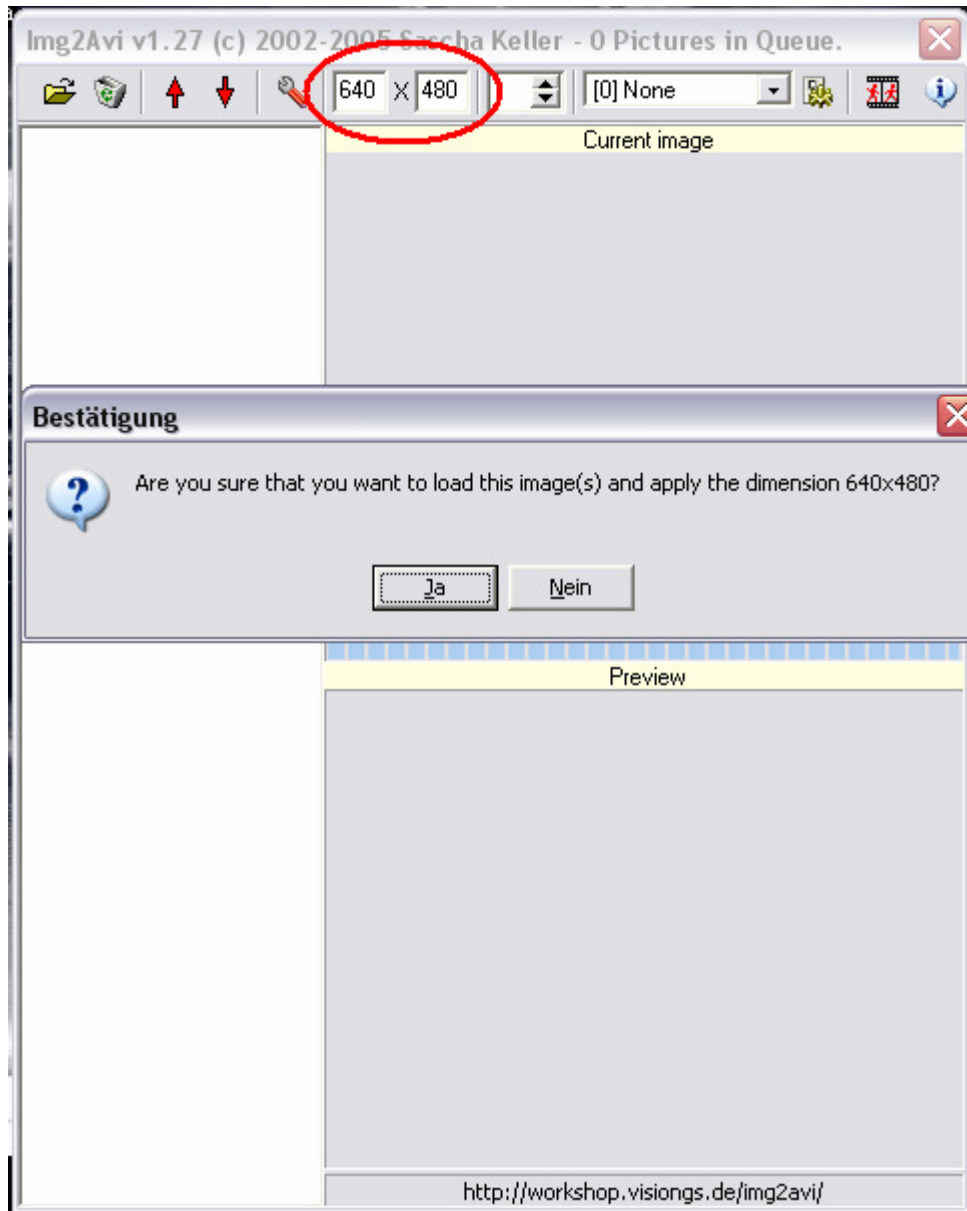 Img2Avi v1.27 (c) 2002-2005 Sascha Keller - 0 Pictures in Queue.
640 X 480 [0] None
Current image
Bestätigung
Are you sure that you want to load this image(s) and apply the dimension 640x480?
Ja Nein
Preview
http://workshop.visiongs.de/img2avi/